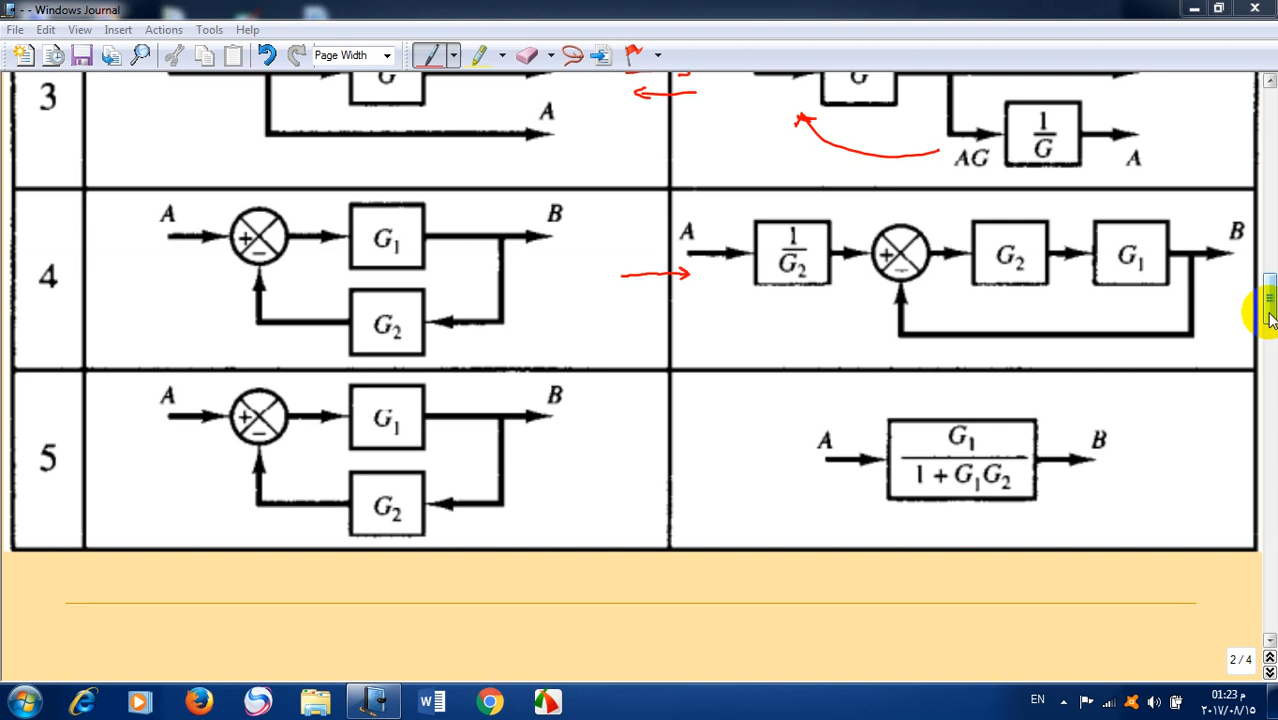 - Windows Journal
File Edit View Insert Actions Tools Help
Page Width
3
G
A
G
AG
1
G
A
4
A
+
−
G₁
B
G₂
A
1
G₂
+
−
G₂
G₁
B
5
A
+
−
G₁
B
G₂
A
G₁
1 + G₁G₂
B
2/4
EN
01:23 م
٢٠١٧/٠٨/١٥